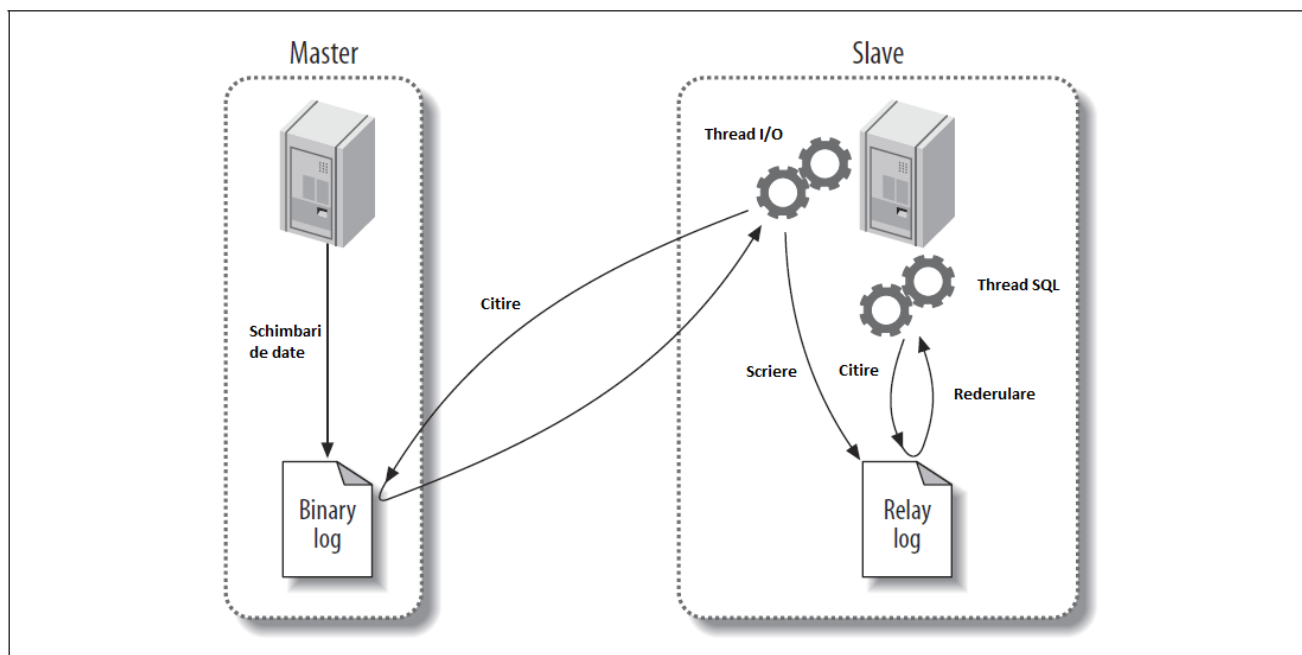 Master
Slave
Thread I/O
Thread SQL
Citire
Schimbari
de date
Scriere
Citire
Rederulare
Binary
log
Relay
log